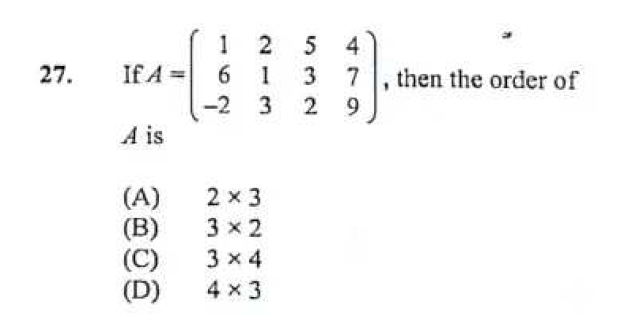 1 2 5 4
27. If A = 6 1 3 7 , then the order of
-2 3 2 9
A is
(A) 2 × 3
(B) 3 × 2
(C) 3 × 4
(D) 4 × 3